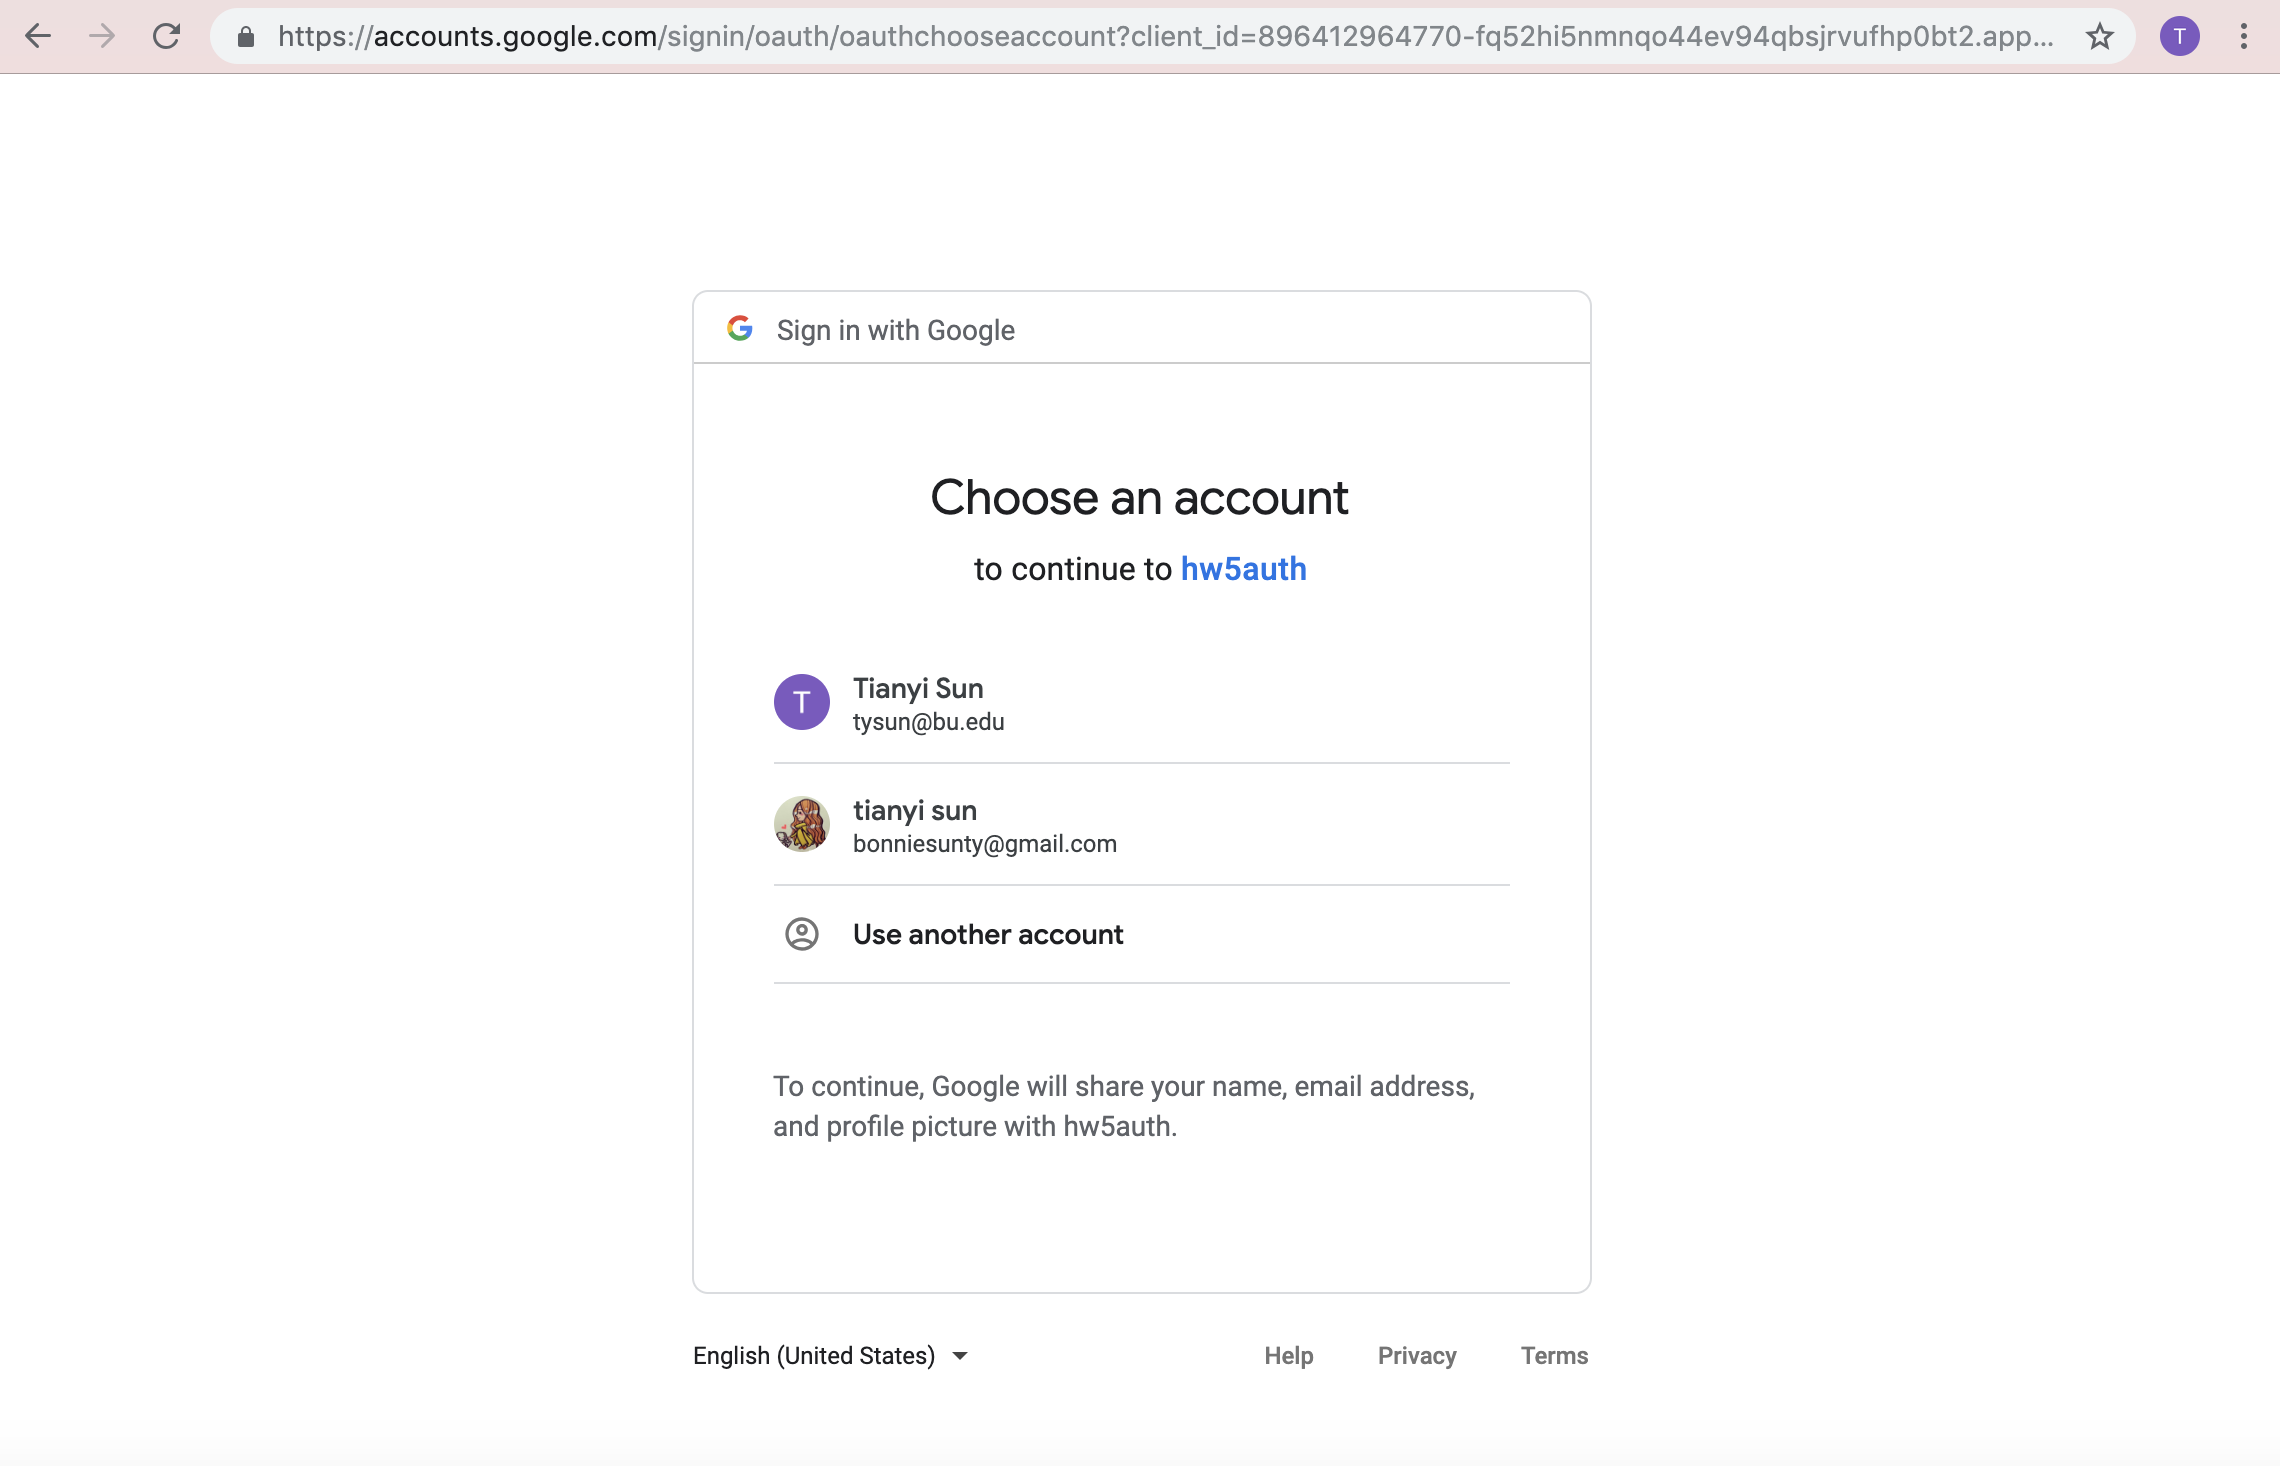 https://accounts.google.com/signin/oauth/oauthchooseaccount?client_id=896412964770-fq52hi5nmnqo44ev94qbsjrvufhp0bt2.app...
T
Sign in with Google
Choose an account
to continue to hw5auth
T
Tianyi Sun
tysun@bu.edu
tianyi sun
bonniesunty@gmail.com
Use another account
To continue, Google will share your name, email address,
and profile picture with hw5auth.
English (United States)
Help
Privacy
Terms